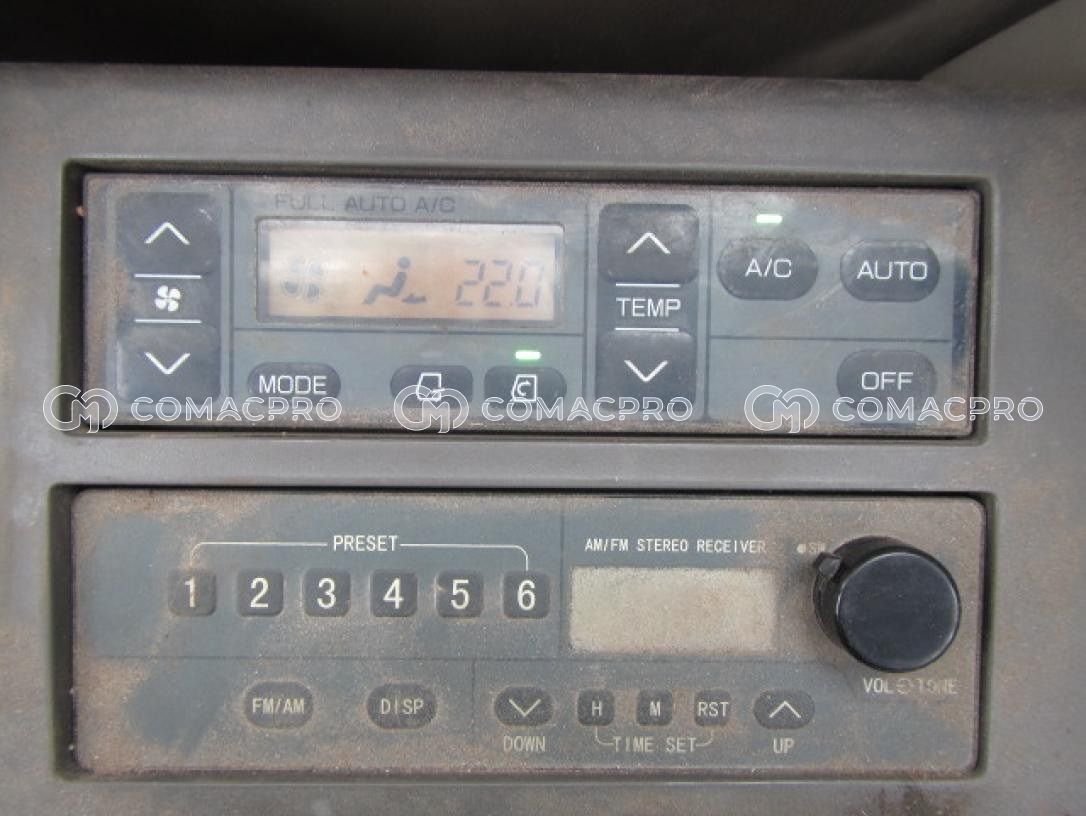 FULL AUTO A/C
22.0
TEMP
A/C
AUTO
MODE
OFF
COMACPRO COMACPRO COMACPRO
PRESET
AM/FM STEREO RECEIVER
1 2 3 4 5 6
VOL TONE
FM/AM
DISP
H
M
RST
DOWN
TIME SET
UP